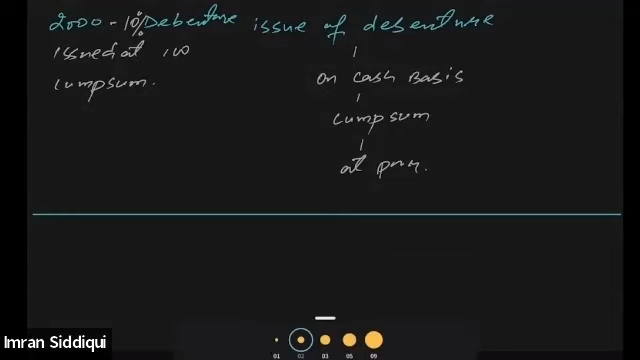 2000 - 10% Debenture issue of debenture
issued at 100
lumpsum.
on cash Basis
lumpsum
at
Imran Siddiqui
01 02 03 05 09